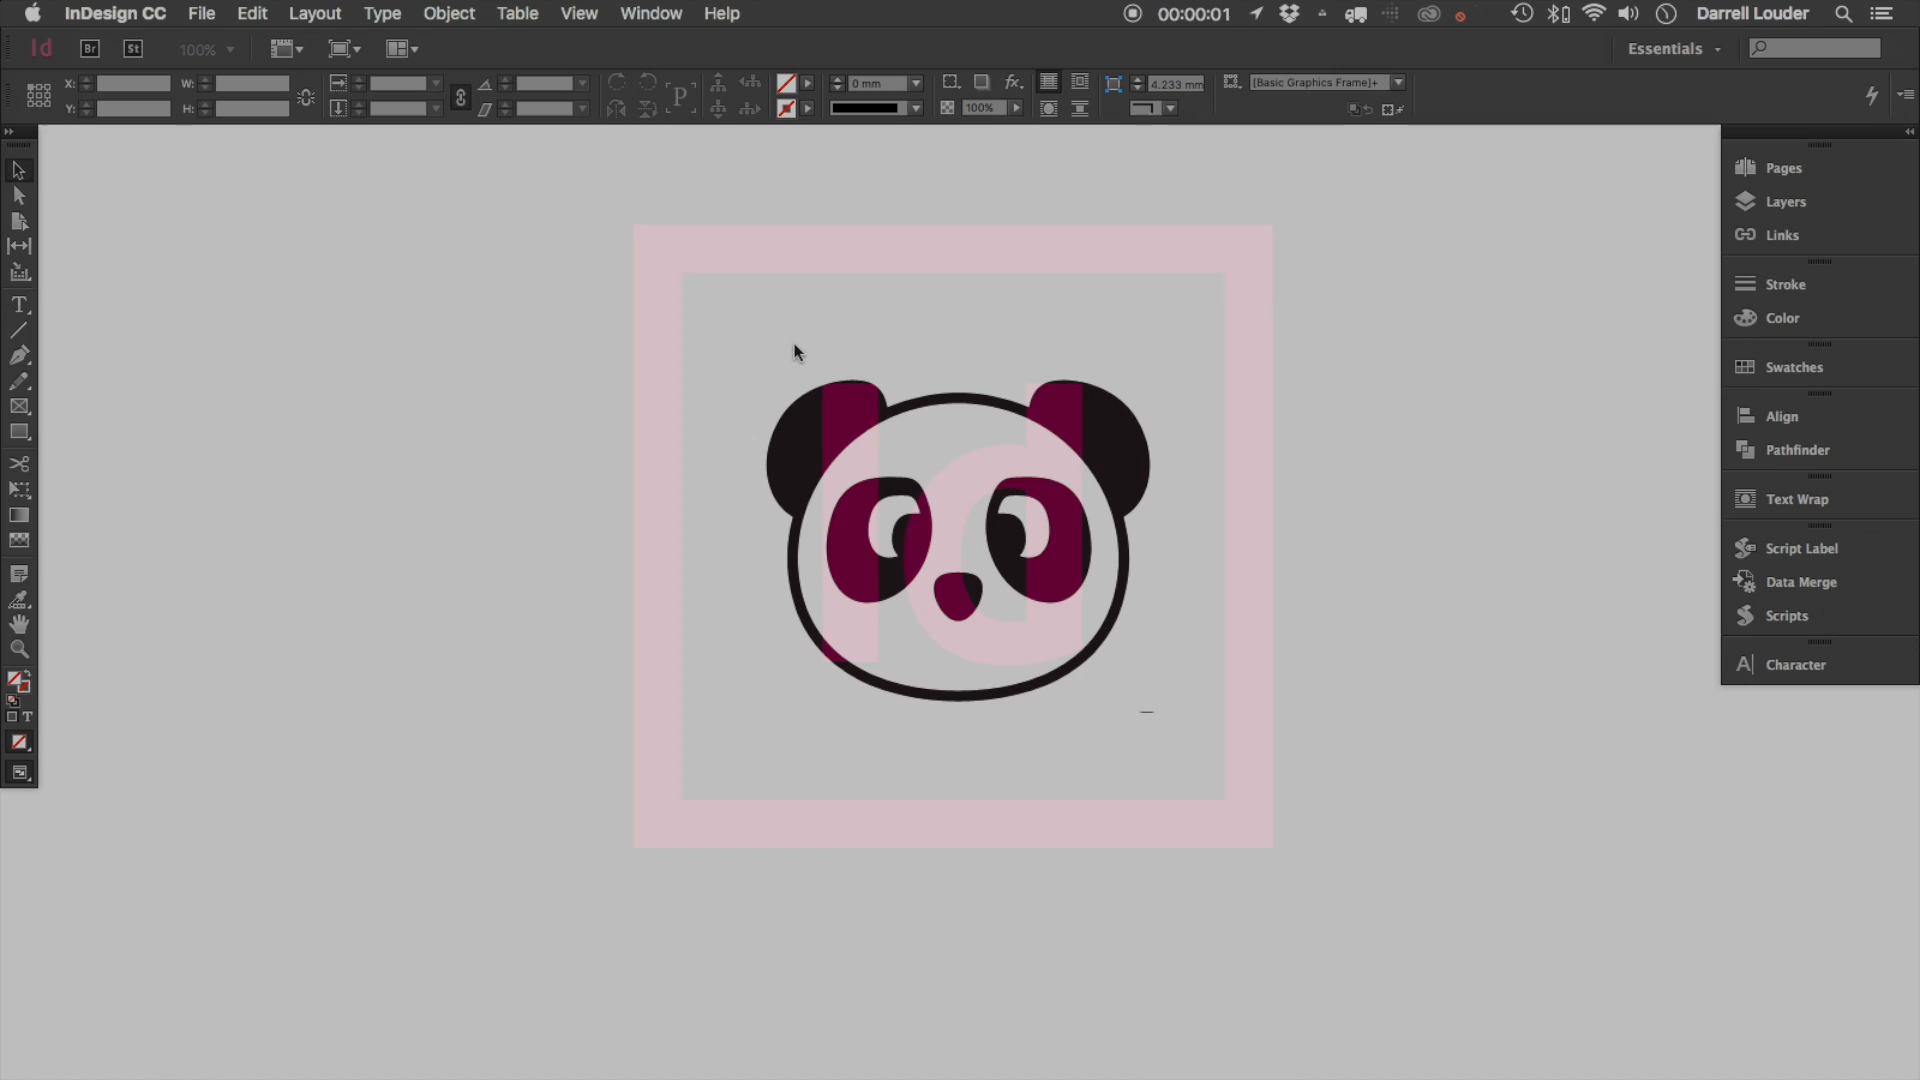 InDesign CC File Edit Layout Type Object Table View Window Help 00:00:01 Darrell Louder
Id Br St 100% Essentials
X: W: 0 mm 4.233 mm [Basic Graphics Frame]+
Y: H: P 100%
Pages
Layers
Links
Stroke
Color
Swatches
Align
Pathfinder
Text Wrap
Script Label
Data Merge
Scripts
Character
Id